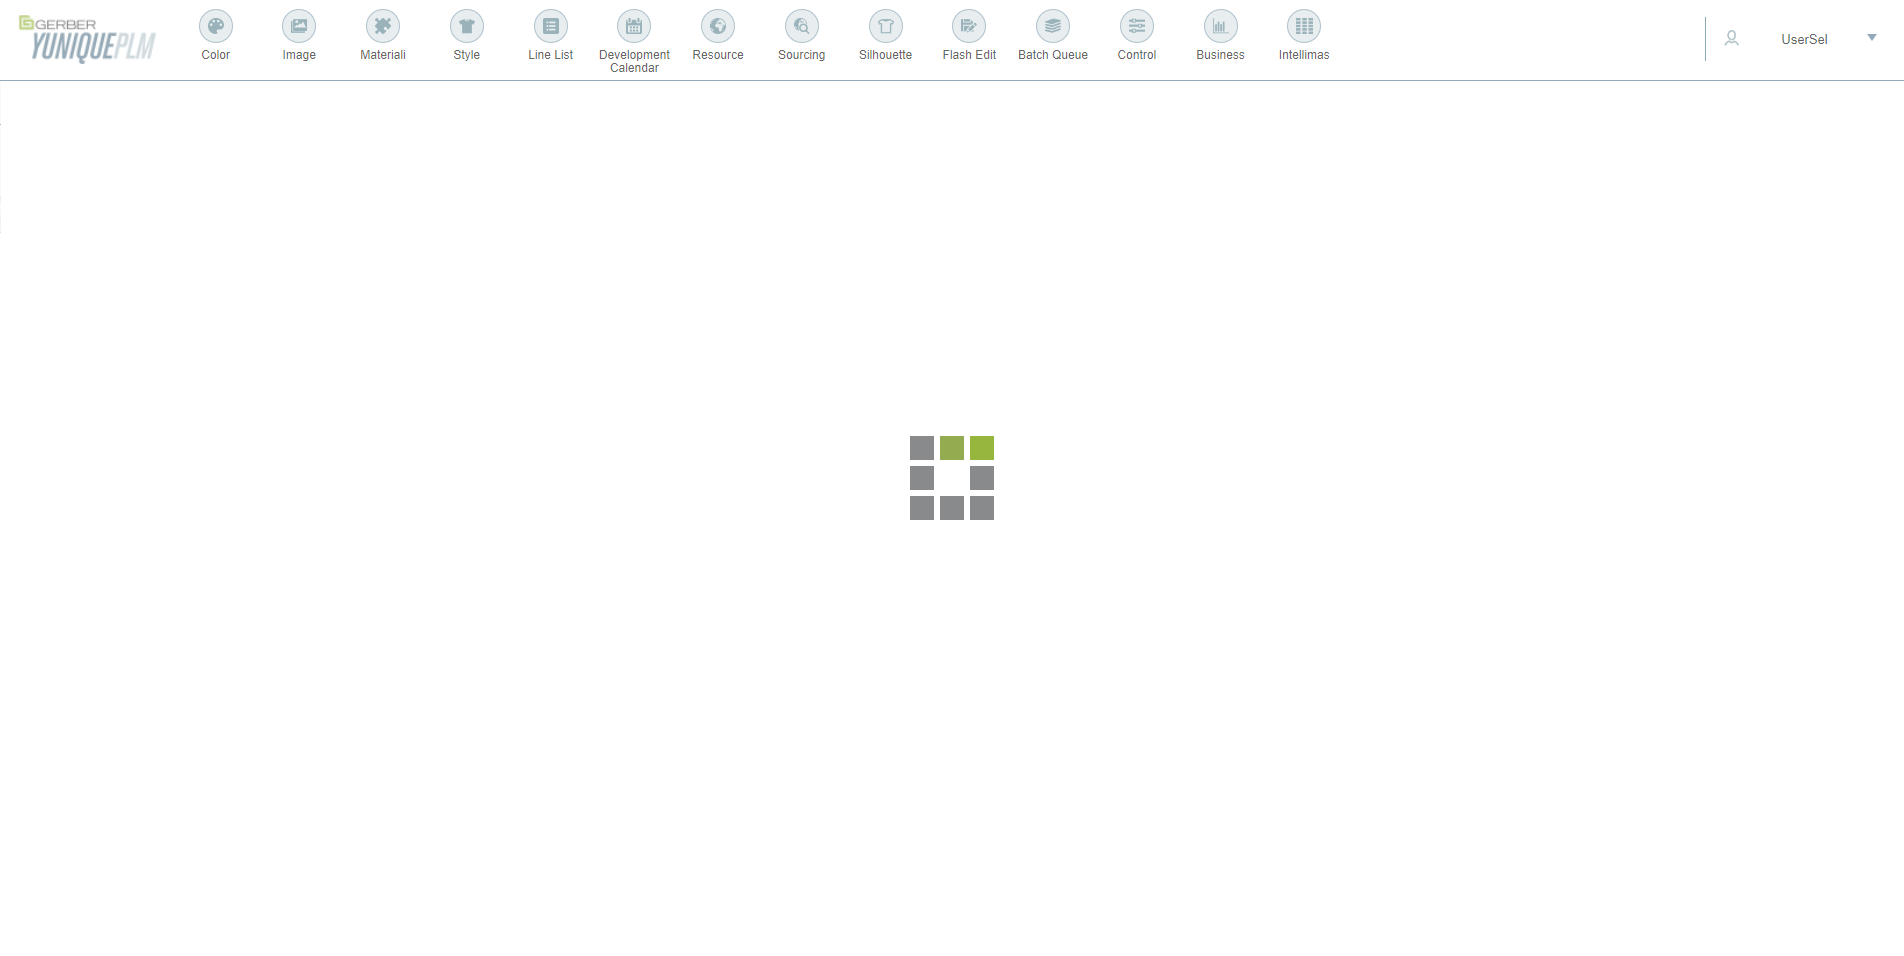 GERBER
YUNIQUEPLM
Color
Image
Materiali
Style
Line List
Development
Calendar
Resource
Sourcing
Silhouette
Flash Edit
Batch Queue
Control
Business
Intellimas
UserSel